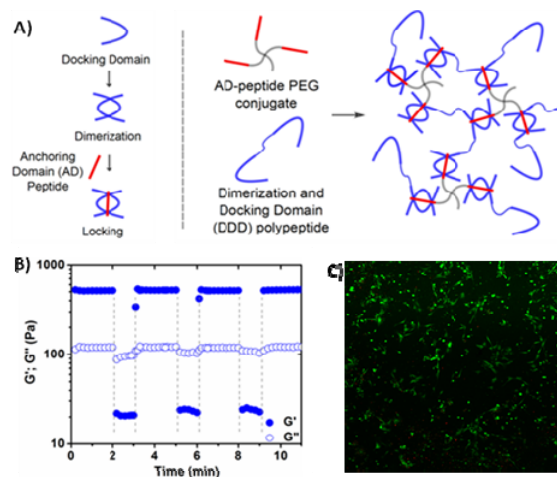 A)
Docking Domain
Dimerization
Anchoring
Domain (AD)
Peptide
Locking
AD-peptide PEG
conjugate
Dimerization and
Docking Domain
(DDD) polypeptide
B)
1000
100
10
G'; G'' (Pa)
0 2 4 6 8 10
Time (min)
G'
G''
C)